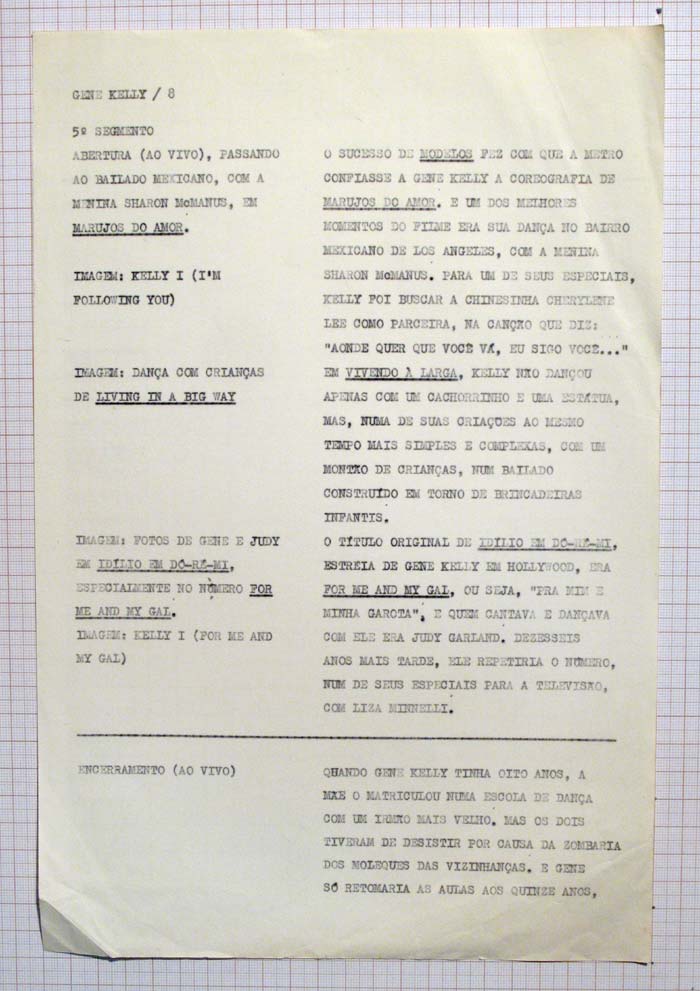 GENE KELLY / 8
5º SEGMENTO
ABERTURA (AO VIVO), PASSANDO
AO BAILADO MEXICANO, COM A
MENINA SHARON McMANUS, EM
MARUJOS DO AMOR.
IMAGEM: KELLY I (I'M
FOLLOWING YOU)
IMAGEM: DANÇA COM CRIANÇAS
DE LIVING IN A BIG WAY
IMAGEM: FOTOS DE GENE E JUDY
EM IDÍLIO EM DÓ-RÉ-MI,
ESPECIALMENTE NO NÚMERO FOR
ME AND MY GAL.
IMAGEM: KELLY I (FOR ME AND
MY GAL)
O SUCESSO DE MODELOS FEZ COM QUE A METRO
CONFIASSE A GENE KELLY A COREOGRAFIA DE
MARUJOS DO AMOR. E UM DOS MELHORES
MOMENTOS DO FILME ERA SUA DANÇA NO BAIRRO
MEXICANO DE LOS ANGELES, COM A MENINA
SHARON McMANUS. PARA UM DE SEUS ESPECIAIS,
KELLY FOI BUSCAR A CHINESINHA CHERYLENE
LEE COMO PARCEIRA, NA CANÇÃO QUE DIZ:
"AONDE QUER QUE VOCÊ VÁ, EU SIGO VOCÊ..."
EM VIVENDO À LARGA, KELLY NÃO DANÇOU
APENAS COM UM CACHORRINHO E UMA ESTÁTUA,
MAS, NUMA DE SUAS CRIAÇÕES AO MESMO
TEMPO MAIS SIMPLES E COMPLEXAS, COM UM
MONTÃO DE CRIANÇAS, NUM BAILADO
CONSTRUÍDO EM TORNO DE BRINCADEIRAS
INFANTIS.
O TÍTULO ORIGINAL DE IDÍLIO EM DÓ-RÉ-MI,
ESTRÉIA DE GENE KELLY EM HOLLYWOOD, ERA
FOR ME AND MY GAL, OU SEJA, "PRA MIM E
MINHA GAROTA", E QUEM CANTAVA E DANÇAVA
COM ELE ERA JUDY GARLAND. DEZESSEIS
ANOS MAIS TARDE, ELE REPETIRIA O NÚMERO,
NUM DE SEUS ESPECIAIS PARA A TELEVISÃO,
COM LIZA MINNELLI.
ENCERRAMENTO (AO VIVO)
QUANDO GENE KELLY TINHA OITO ANOS, A
MÃE O MATRICULOU NUMA ESCOLA DE DANÇA
COM UM IRMÃO MAIS VELHO. MAS OS DOIS
TIVERAM DE DESISTIR POR CAUSA DA ZOMBARIA
DOS MOLEQUES DAS VIZINHANÇAS. E GENE
SÓ RETOMARIA AS AULAS AOS QUINZE ANOS,